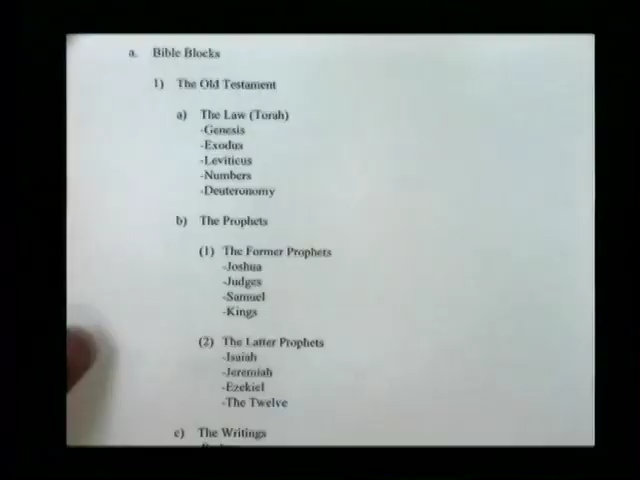 a. Bible Blocks
1) The Old Testament
a) The Law (Torah)
-Genesis
-Exodus
-Leviticus
-Numbers
-Deuteronomy
b) The Prophets
(1) The Former Prophets
-Joshua
-Judges
-Samuel
-Kings
(2) The Latter Prophets
-Isaiah
-Jeremiah
-Ezekiel
-The Twelve
c) The Writings